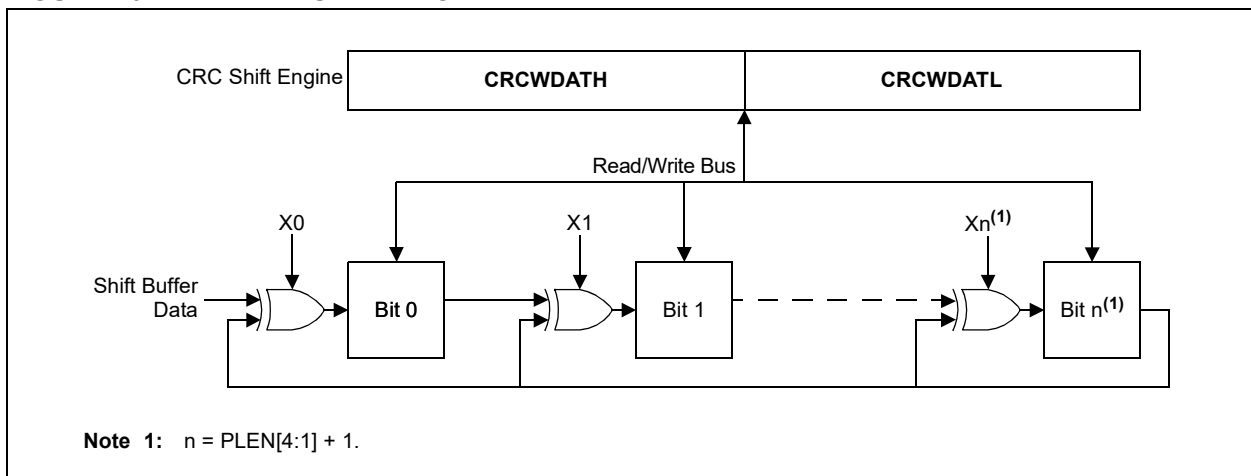 CRC Shift Engine
CRCWDATH
CRCWDATL
Read/Write Bus
X0
X1
Xn(1)
Shift Buffer
Data
Bit 0
Bit 1
Bit n(1)
Note 1: n = PLEN[4:1] + 1.